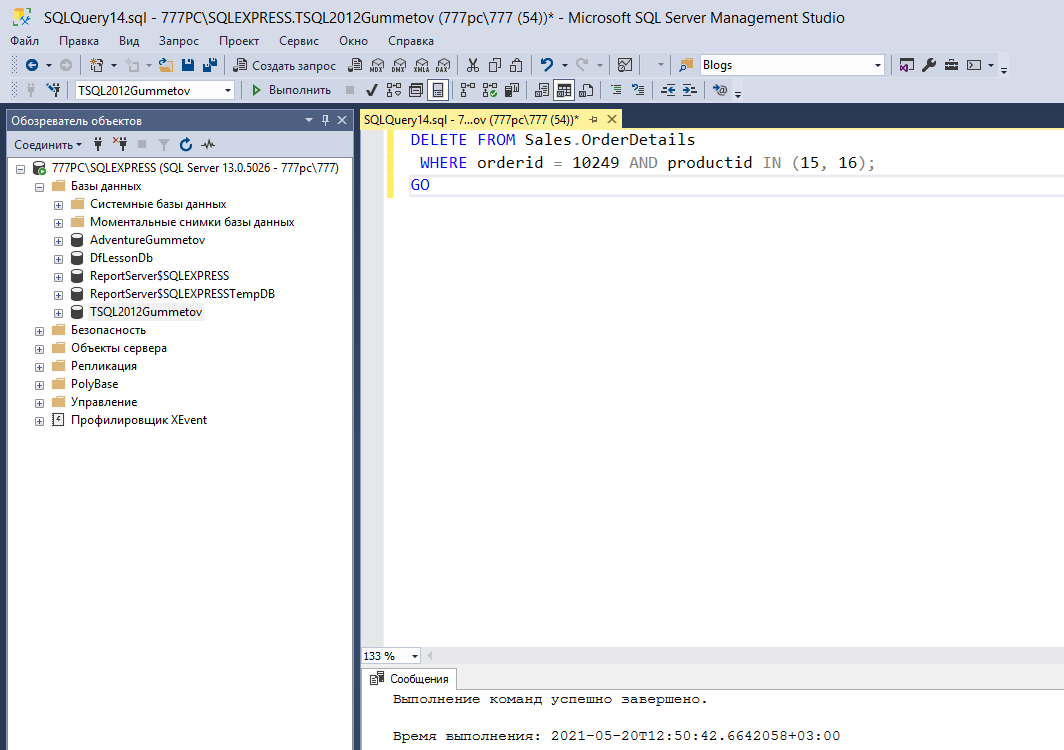 SQLQuery14.sql - 777PC\SQLEXPRESS.TSQL2012Gummetov (777pc\777 (54))* - Microsoft SQL Server Management Studio
Файл Правка Вид Запрос Проект Сервис Окно Справка
Создать запрос MDX DMX XMLA DAX Blogs
TSQL2012Gummetov Выполнить
Обозреватель объектов
SQLQuery14.sql - 7...ov (777pc\777 (54))*
Соединить
777PC\SQLEXPRESS (SQL Server 13.0.5026 - 777pc\777)
Базы данных
Системные базы данных
Моментальные снимки базы данных
AdventureGummetov
DfLessonDb
ReportServer$SQLEXPRESS
ReportServer$SQLEXPRESSTempDB
TSQL2012Gummetov
Безопасность
Объекты сервера
Репликация
PolyBase
Управление
Профилировщик XEvent
DELETE FROM Sales.OrderDetails
WHERE orderid = 10249 AND productid IN (15, 16);
GO
133 %
Сообщения
Выполнение команд успешно завершено.
Время выполнения: 2021-05-20T12:50:42.6642058+03:00